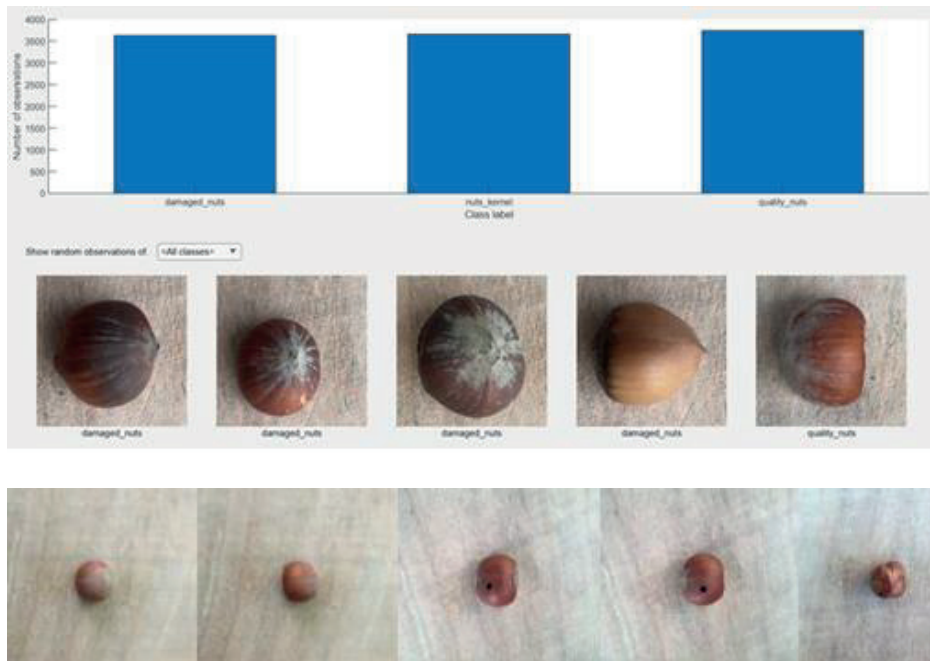 4000
3500
3000
2500
2000
1500
1000
500
0
Number of observations
damaged_nuts nuts_kernel quality_nuts
Class label
Show random observations of <All classes>
damaged_nuts damaged_nuts damaged_nuts damaged_nuts quality_nuts